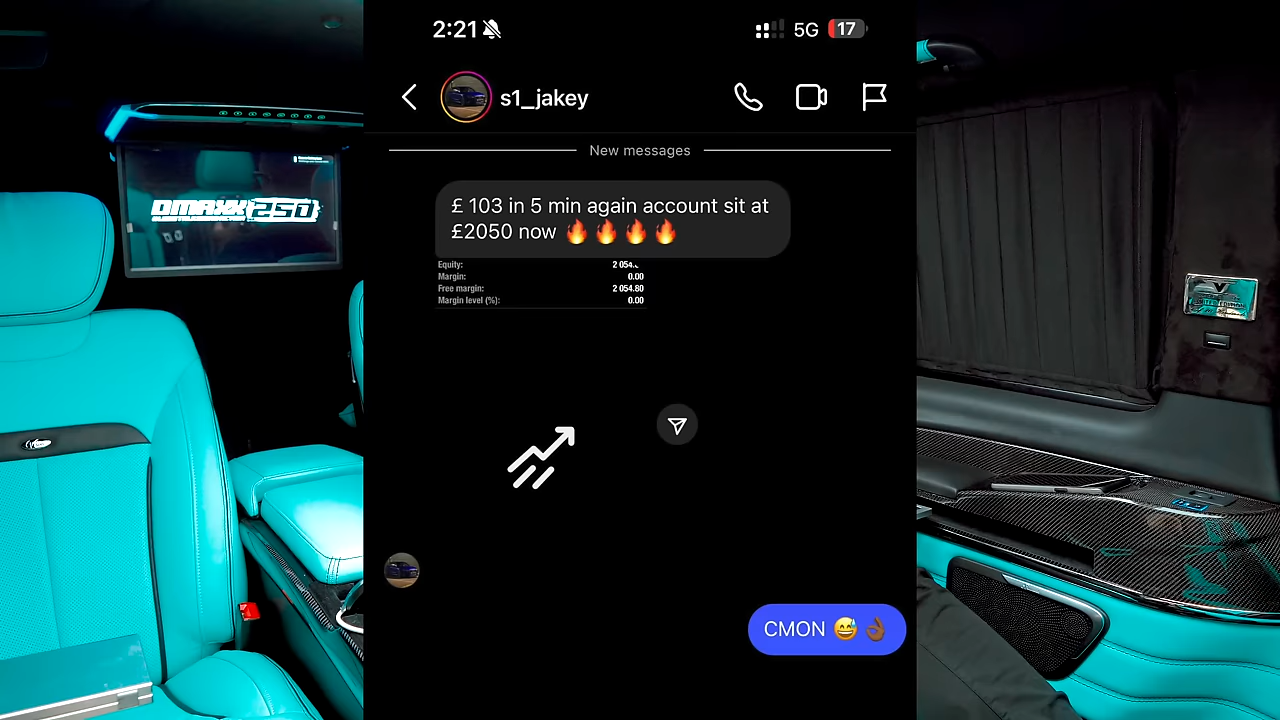 2:21
5G
17
s1_jakey
New messages
£ 103 in 5 min again account sit at
£2050 now 🔥🔥🔥🔥
Equity:
Margin: 0.00
Free margin: 2 054.80
Margin level (%): 0.00
CMON 😅👌🏾
250